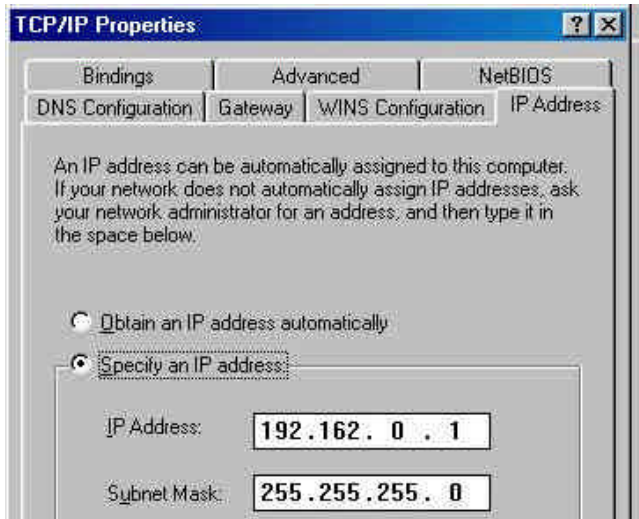 TCP/IP Properties ? ×
Bindings Advanced NetBIOS
DNS Configuration Gateway WINS Configuration IP Address
An IP address can be automatically assigned to this computer.
If your network does not automatically assign IP addresses, ask
your network administrator for an address, and then type it in
the space below.
Obtain an IP address automatically
Specify an IP address:
IP Address: 192.162. 0 . 1
Subnet Mask: 255.255.255. 0